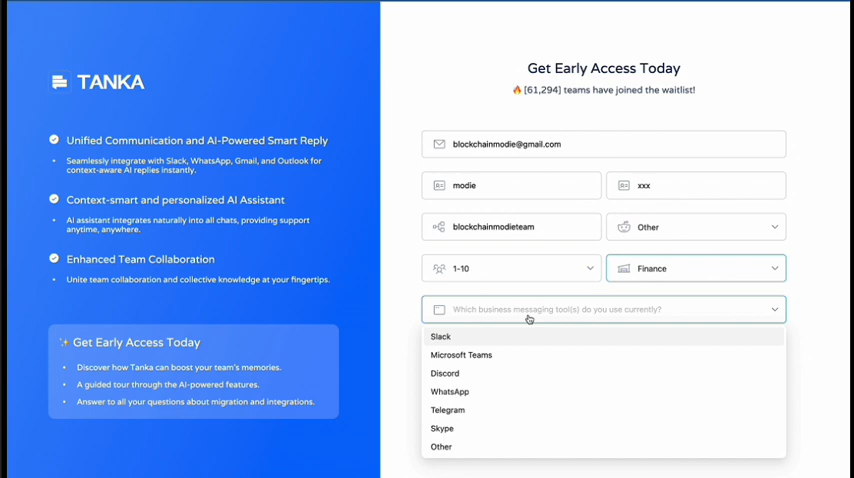 TANKA
Unified Communication and AI-Powered Smart Reply
• Seamlessly integrate with Slack, WhatsApp, Gmail, and Outlook for
context-aware AI replies instantly.
Context-smart and personalized AI Assistant
• AI assistant integrates naturally into all chats, providing support
anytime, anywhere.
Enhanced Team Collaboration
• Unite team collaboration and collective knowledge at your fingertips.
✨ Get Early Access Today
• Discover how Tanka can boost your team's memories.
• A guided tour through the AI-powered features.
• Answer to all your questions about migration and integrations.
Get Early Access Today
🔥 [61,294] teams have joined the waitlist!
blockchainmodie@gmail.com
modie
xxx
blockchainmodieteam
Other
1-10
Finance
Which business messaging tool(s) do you use currently?
Slack
Microsoft Teams
Discord
WhatsApp
Telegram
Skype
Other